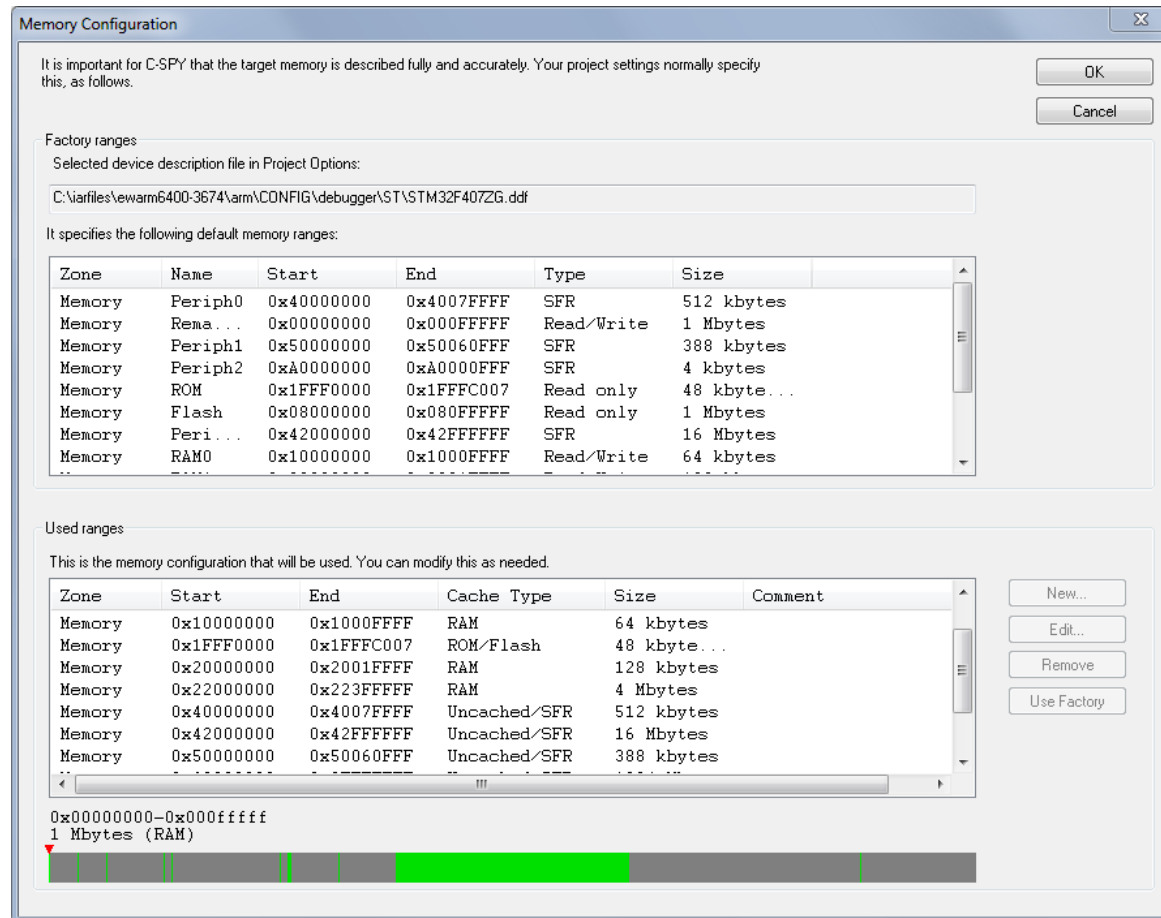 Memory Configuration
It is important for C-SPY that the target memory is described fully and accurately. Your project settings normally specify
this, as follows.
OK
Cancel
Factory ranges
Selected device description file in Project Options:
C:\iarfiles\ewarm6400-3674\arm\CONFIG\debugger\ST\STM32F407ZG.ddf
It specifies the following default memory ranges:
Zone Name Start End Type Size
Memory Periph0 0x40000000 0x4007FFFF SFR 512 kbytes
Memory Rema... 0x00000000 0x000FFFFF Read/Write 1 Mbytes
Memory Periph1 0x50000000 0x50060FFF SFR 388 kbytes
Memory Periph2 0xA0000000 0xA0000FFF SFR 4 kbytes
Memory ROM 0x1FFF0000 0x1FFFC007 Read only 48 kbyte...
Memory Flash 0x08000000 0x080FFFFF Read only 1 Mbytes
Memory Peri... 0x42000000 0x42FFFFFF SFR 16 Mbytes
Memory RAM0 0x10000000 0x1000FFFF Read/Write 64 kbytes
Used ranges
This is the memory configuration that will be used. You can modify this as needed.
Zone Start End Cache Type Size Comment
Memory 0x10000000 0x1000FFFF RAM 64 kbytes
Memory 0x1FFF0000 0x1FFFC007 ROM/Flash 48 kbyte...
Memory 0x20000000 0x2001FFFF RAM 128 kbytes
Memory 0x22000000 0x223FFFFF RAM 4 Mbytes
Memory 0x40000000 0x4007FFFF Uncached/SFR 512 kbytes
Memory 0x42000000 0x42FFFFFF Uncached/SFR 16 Mbytes
Memory 0x50000000 0x50060FFF Uncached/SFR 388 kbytes
New...
Edit...
Remove
Use Factory
0x00000000-0x000fffff
1 Mbytes (RAM)